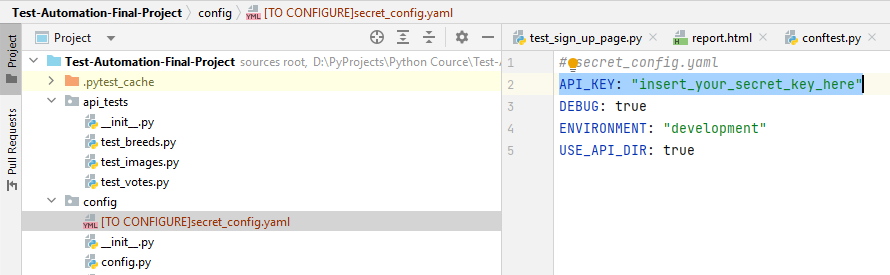 Test-Automation-Final-Project config [TO CONFIGURE]secret_config.yaml
Project
Pull Requests
Project
Test-Automation-Final-Project sources root, D:\PyProjects\Python Cource\Test-A
.pytest_cache
api_tests
__init__.py
test_breeds.py
test_images.py
test_votes.py
config
[TO CONFIGURE]secret_config.yaml
__init__.py
config.py
test_sign_up_page.py report.html conftest.py
1 # secret_config.yaml
2 API_KEY: "insert_your_secret_key_here"
3 DEBUG: true
4 ENVIRONMENT: "development"
5 USE_API_DIR: true